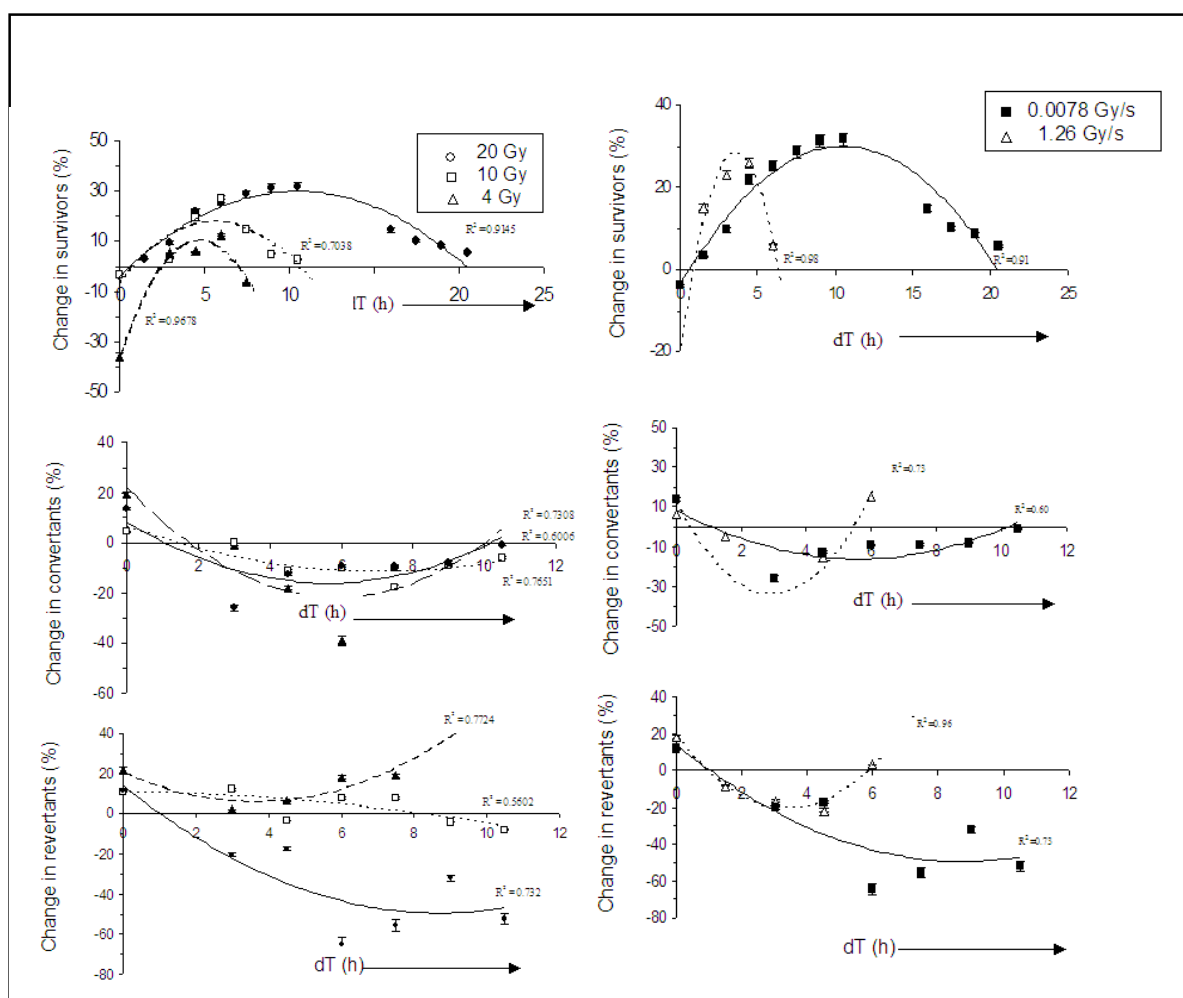 Change in survivors (%)
50
30
10
-10
-30
-50
0
5
10
15
20
25
20 Gy
10 Gy
4 Gy
R² =0.9145
R² =0.7038
R² =0.9678
lT (h)
Change in survivors (%)
40
20
0
-20
0
5
10
15
20
25
0.0078 Gy/s
1.26 Gy/s
R² =0.98
R² =0.91
dT (h)
Change in convertants (%)
40
20
0
-20
-40
-60
0
2
4
6
8
10
12
R² =0.7308
R² =0.6006
R² =0.7651
dT (h)
Change in convertants (%)
50
30
10
-10
-30
-50
0
2
4
6
8
10
12
R² =0.73
R² =0.60
dT (h)
Change in revertants (%)
40
20
0
-20
-40
-60
-80
0
2
4
6
8
10
12
R² =0.7724
R² =0.5602
R² =0.732
dT (h)
Change in revertants (%)
40
20
0
-20
-40
-60
-80
0
2
4
6
8
10
12
R² =0.96
R² =0.73
dT (h)